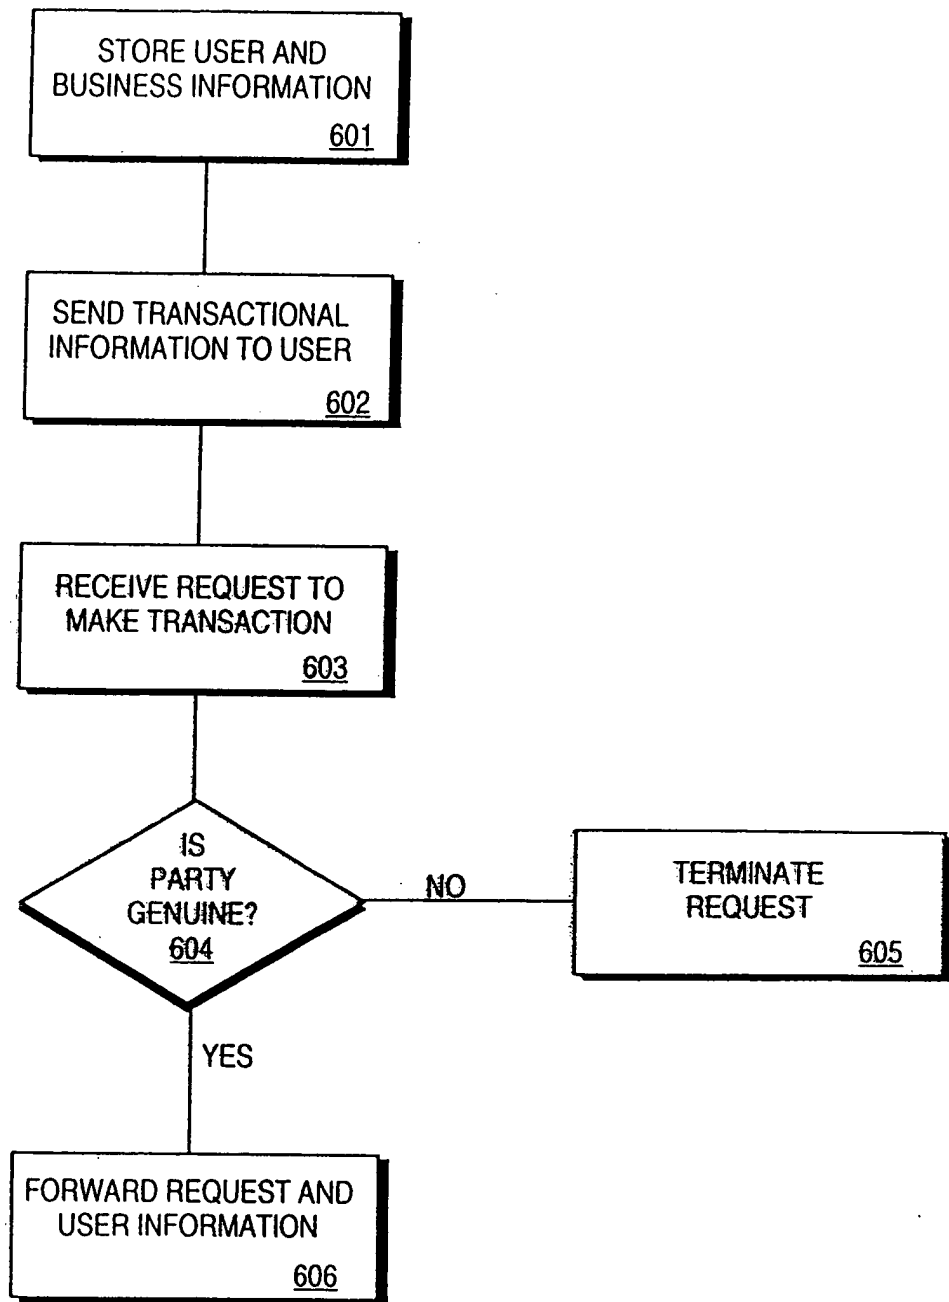 STORE USER AND
BUSINESS INFORMATION
601
SEND TRANSACTIONAL
INFORMATION TO USER
602
RECEIVE REQUEST TO
MAKE TRANSACTION
603
IS
PARTY
GENUINE?
604
NO
TERMINATE
REQUEST
605
YES
FORWARD REQUEST AND
USER INFORMATION
606